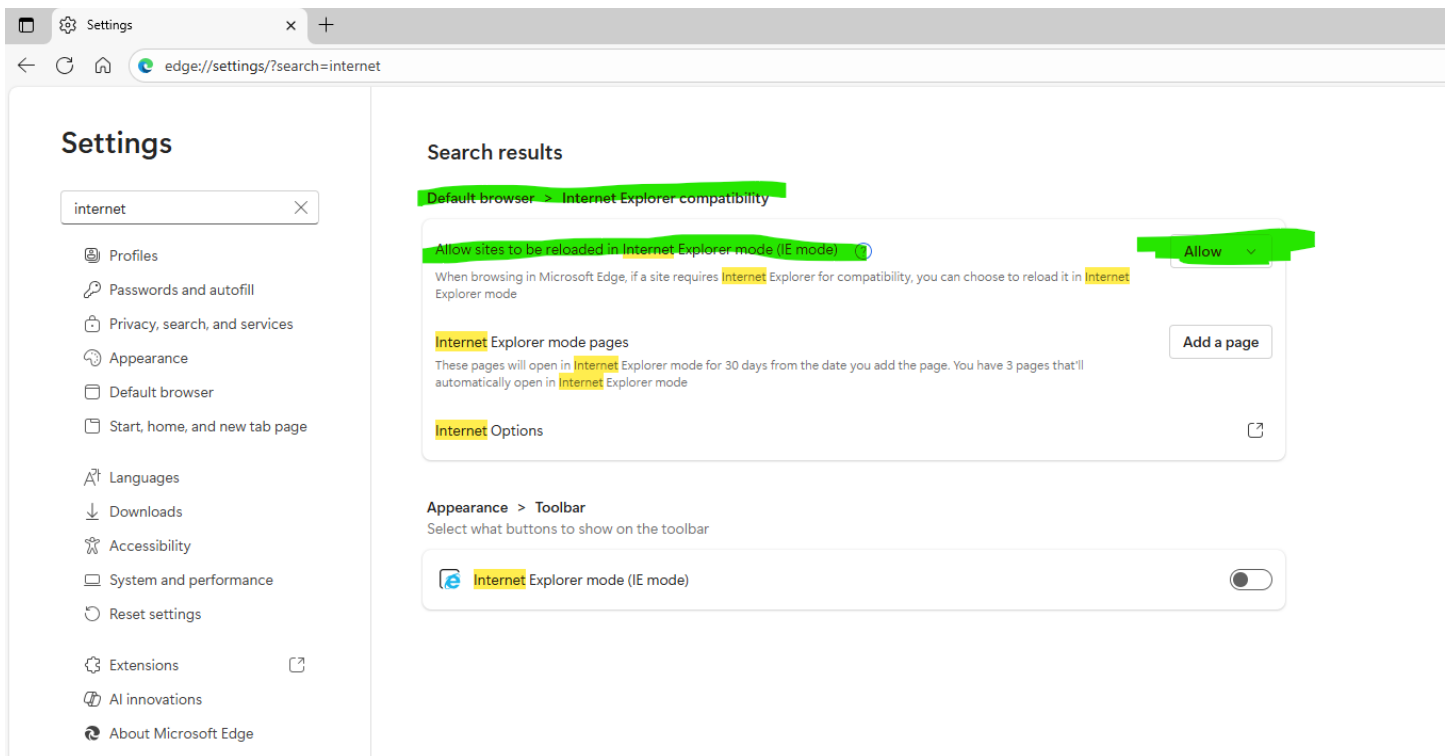 Settings
edge://settings/?search=internet
Settings
internet
Profiles
Passwords and autofill
Privacy, search, and services
Appearance
Default browser
Start, home, and new tab page
Languages
Downloads
Accessibility
System and performance
Reset settings
Extensions
AI innovations
About Microsoft Edge
Search results
Default browser > Internet Explorer compatibility
Allow sites to be reloaded in Internet Explorer mode (IE mode) ?
Allow
When browsing in Microsoft Edge, if a site requires Internet Explorer for compatibility, you can choose to reload it in Internet
Explorer mode
Internet Explorer mode pages
Add a page
These pages will open in Internet Explorer mode for 30 days from the date you add the page. You have 3 pages that'll
automatically open in Internet Explorer mode
Internet Options
Appearance > Toolbar
Select what buttons to show on the toolbar
Internet Explorer mode (IE mode)